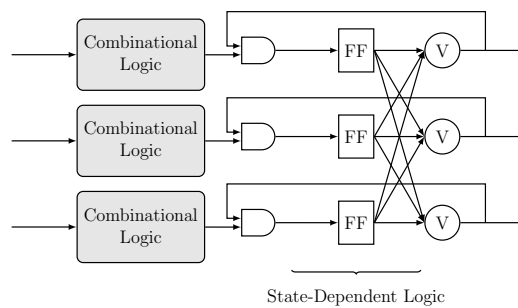 Combinational
Logic
FF
V
Combinational
Logic
FF
V
Combinational
Logic
FF
V
State-Dependent Logic